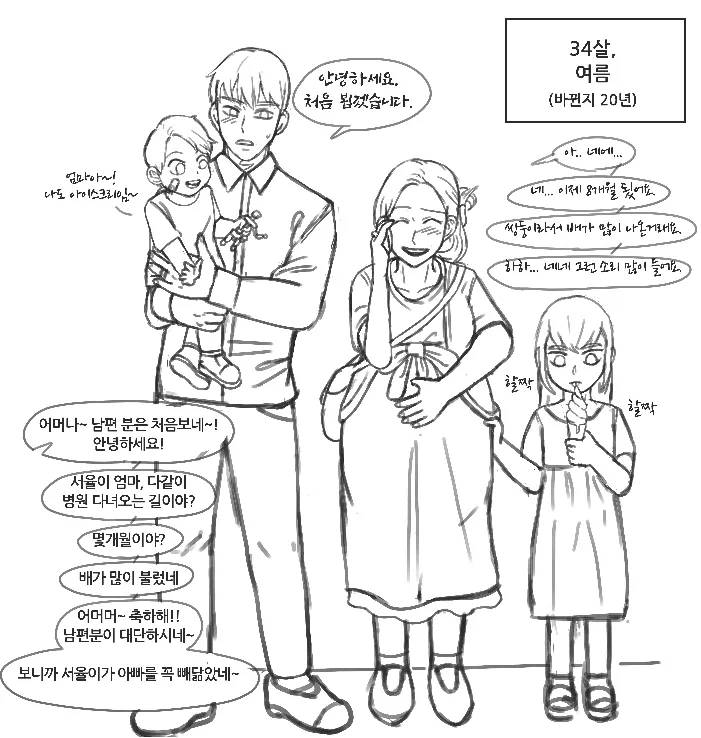 34살,
여름
(바뀐지 20년)
안녕하세요.
처음 뵙겠습니다.
엄마아~!
나도 아이스크리임~
아.. 네에...
네... 이제 8개월 됐어요.
쌍둥이라서 배가 많이 나온거래요.
하하... 네네 그런 소리 많이 들어요.
할짝
할짝
어머나~ 남편 분은 처음보네~!
안녕하세요!
서율이 엄마, 다같이
병원 다녀오는 길이야?
몇개월이야?
배가 많이 불렀네
어머머~ 축하해!!
남편분이 대단하시네~
보니까 서율이가 아빠를 꼭 빼닮았네~